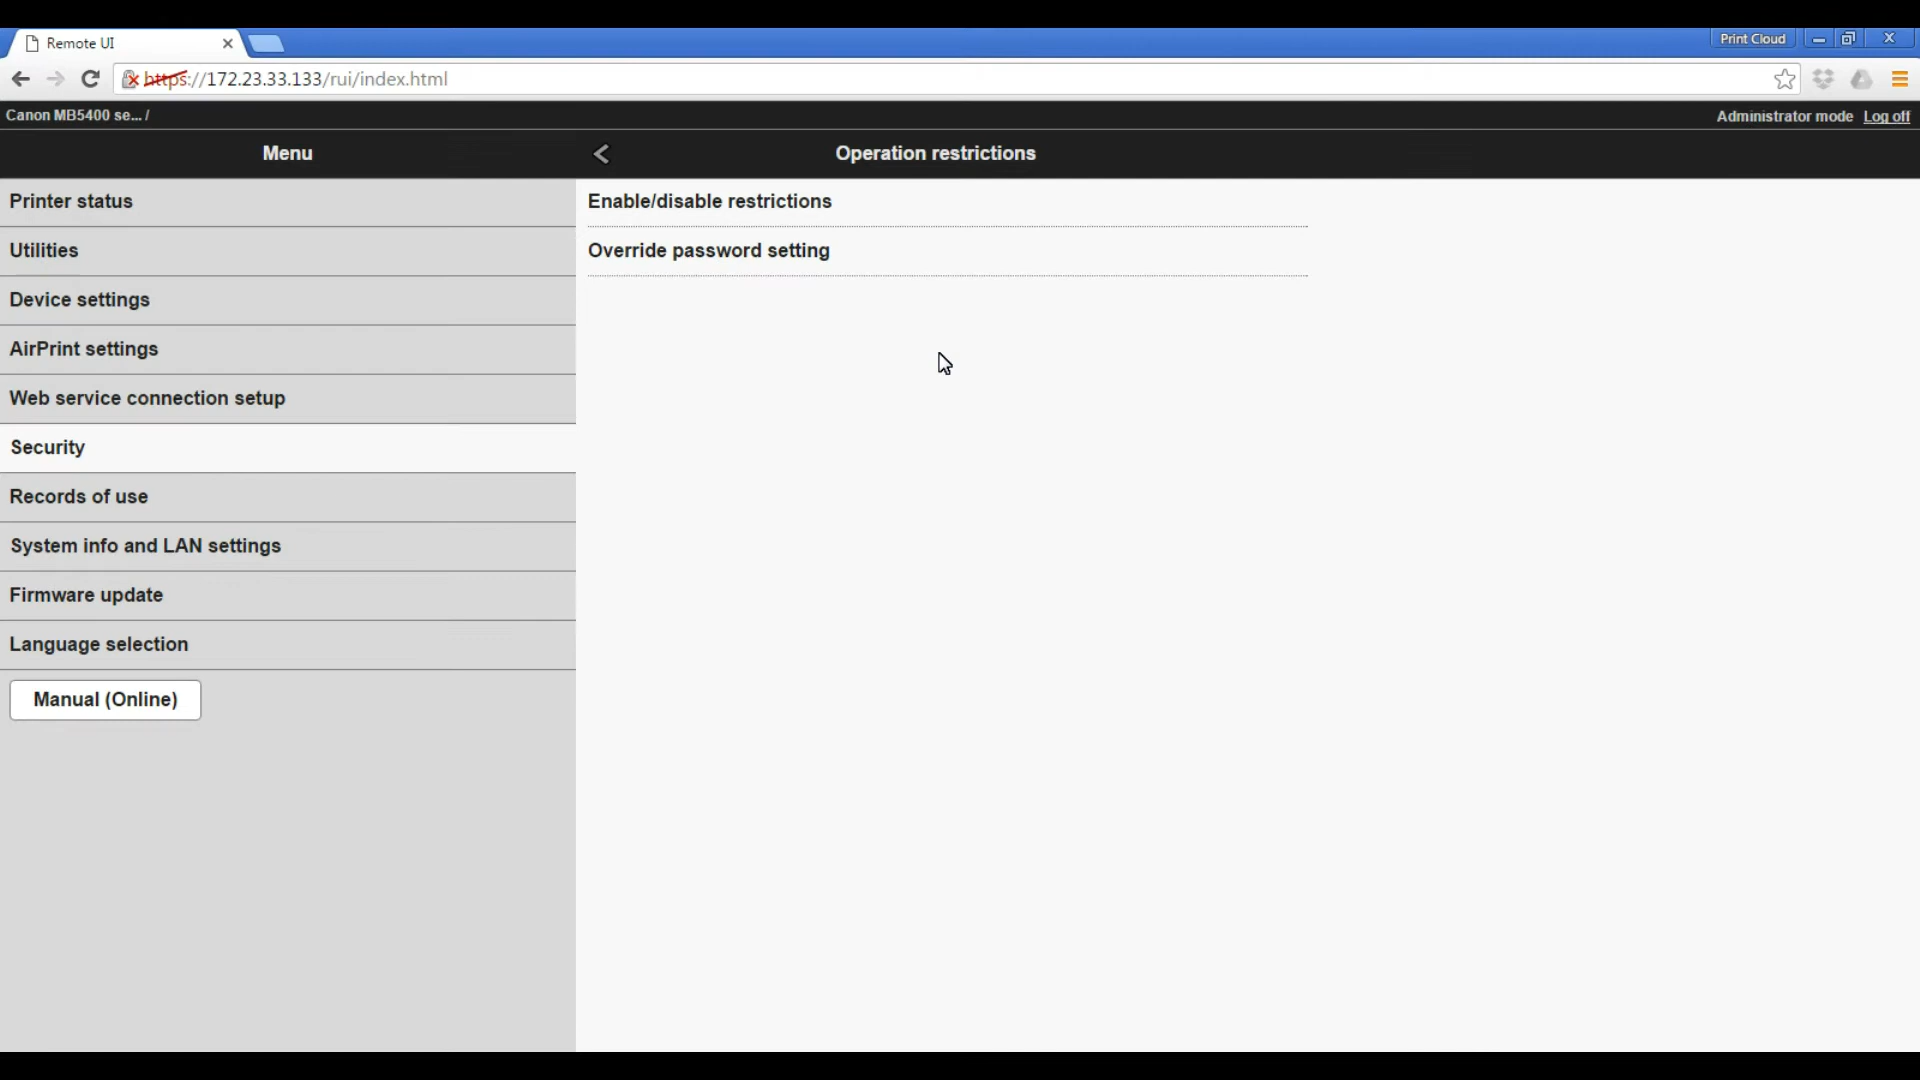 Remote UI
Print Cloud
https://172.23.33.133/rui/index.html
Canon MB5400 se... /
Administrator mode Log off
Menu
Operation restrictions
Printer status
Utilities
Device settings
AirPrint settings
Web service connection setup
Security
Records of use
System info and LAN settings
Firmware update
Language selection
Manual (Online)
Enable/disable restrictions
Override password setting